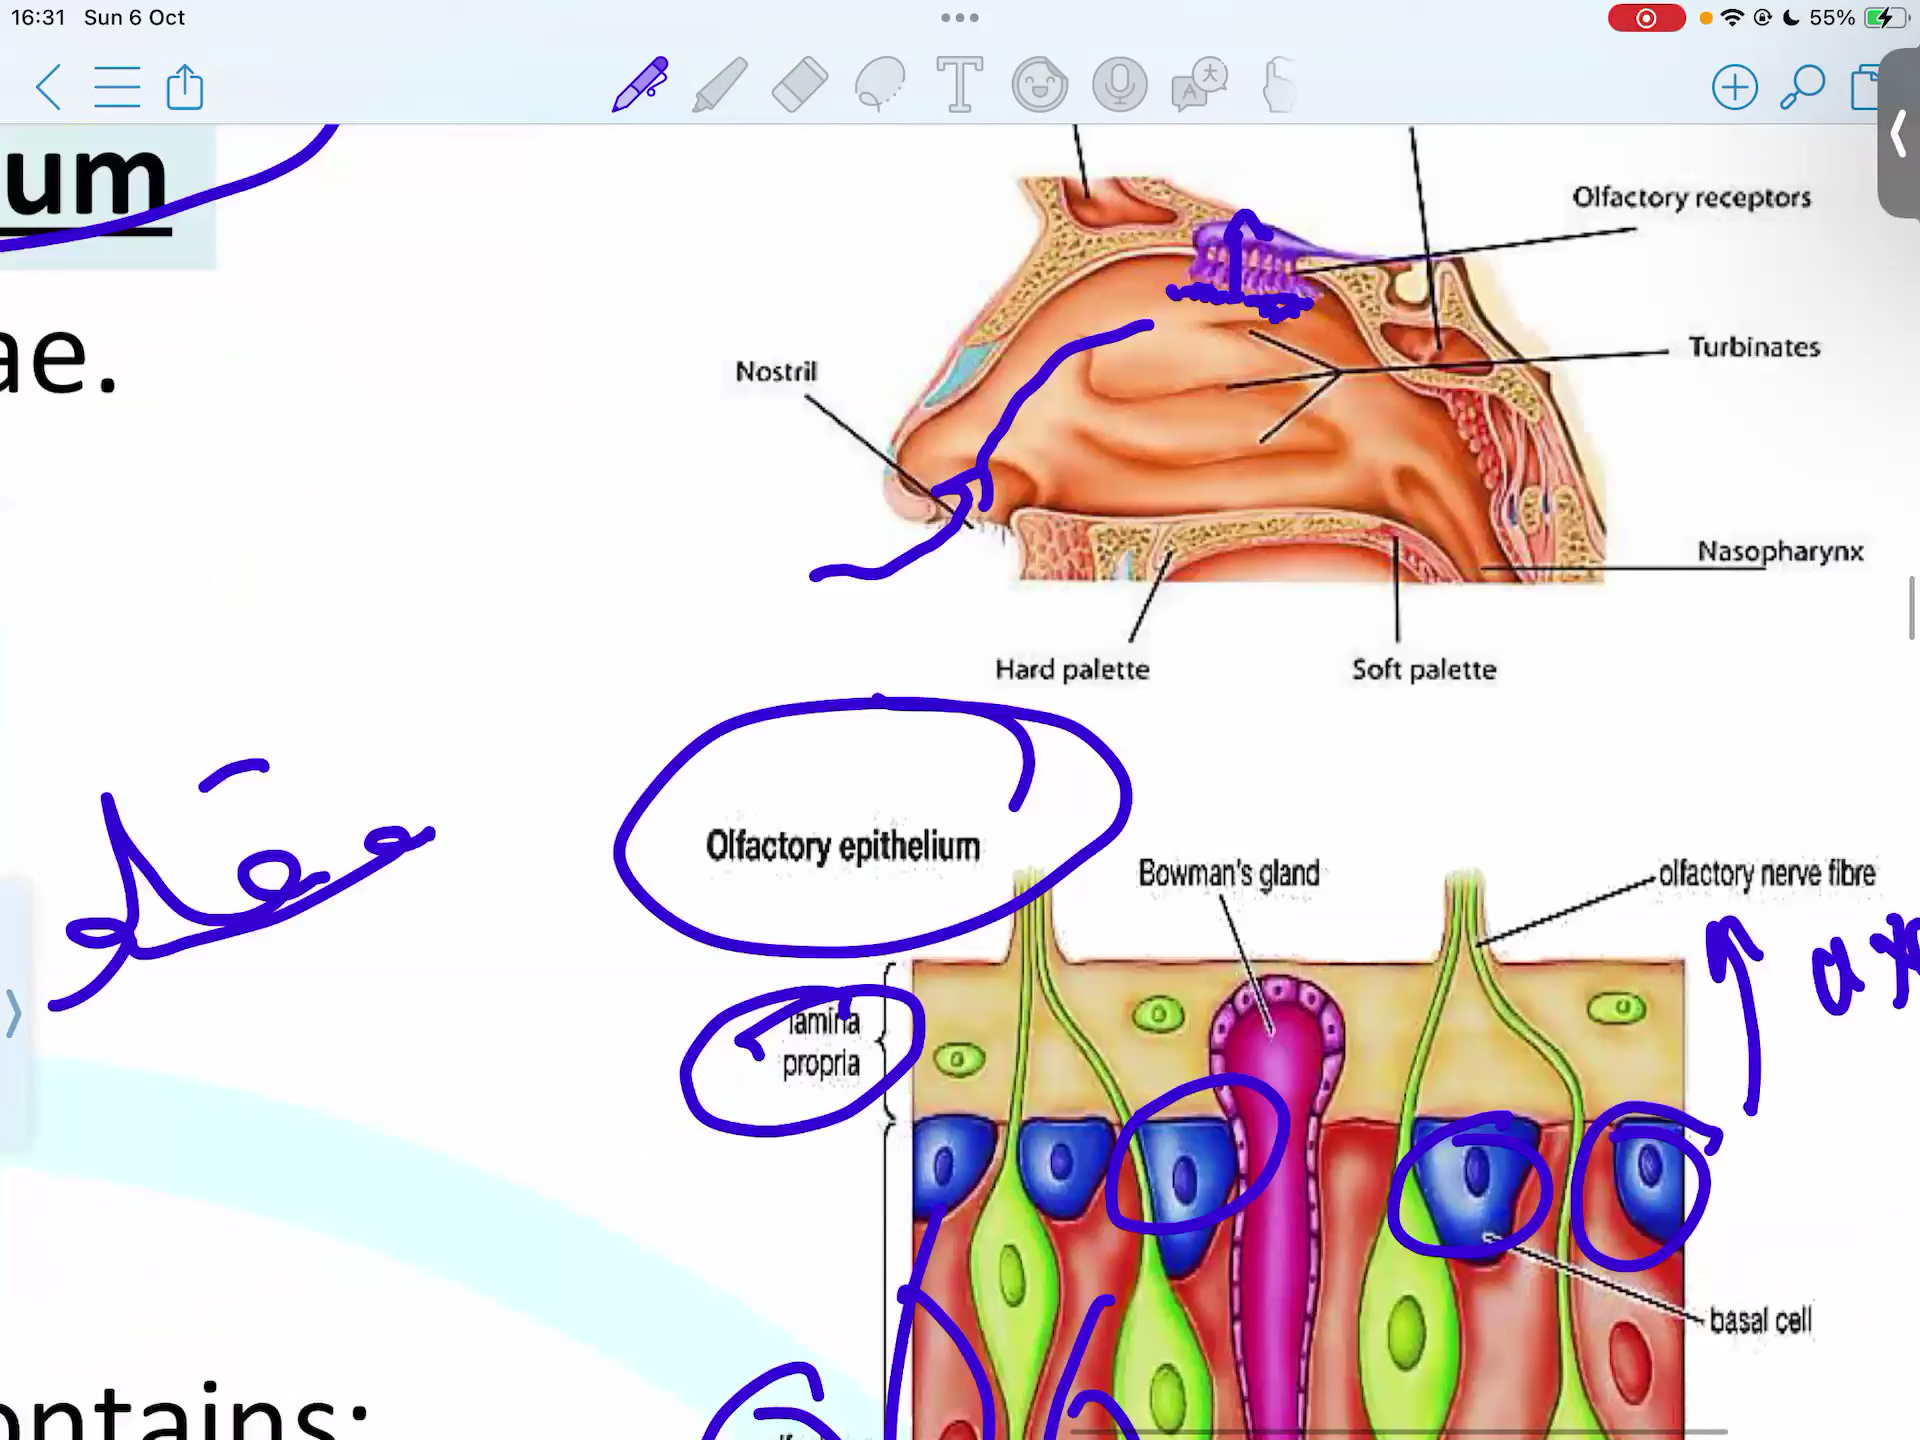 16:31 Sun 6 Oct
55%
um
Olfactory receptors
ae.
Turbinates
Nostril
Nasopharynx
Hard palette
Soft palette
Olfactory epithelium
Bowman's gland
olfactory nerve fibre
lamina
propria
basal cell
ontains: